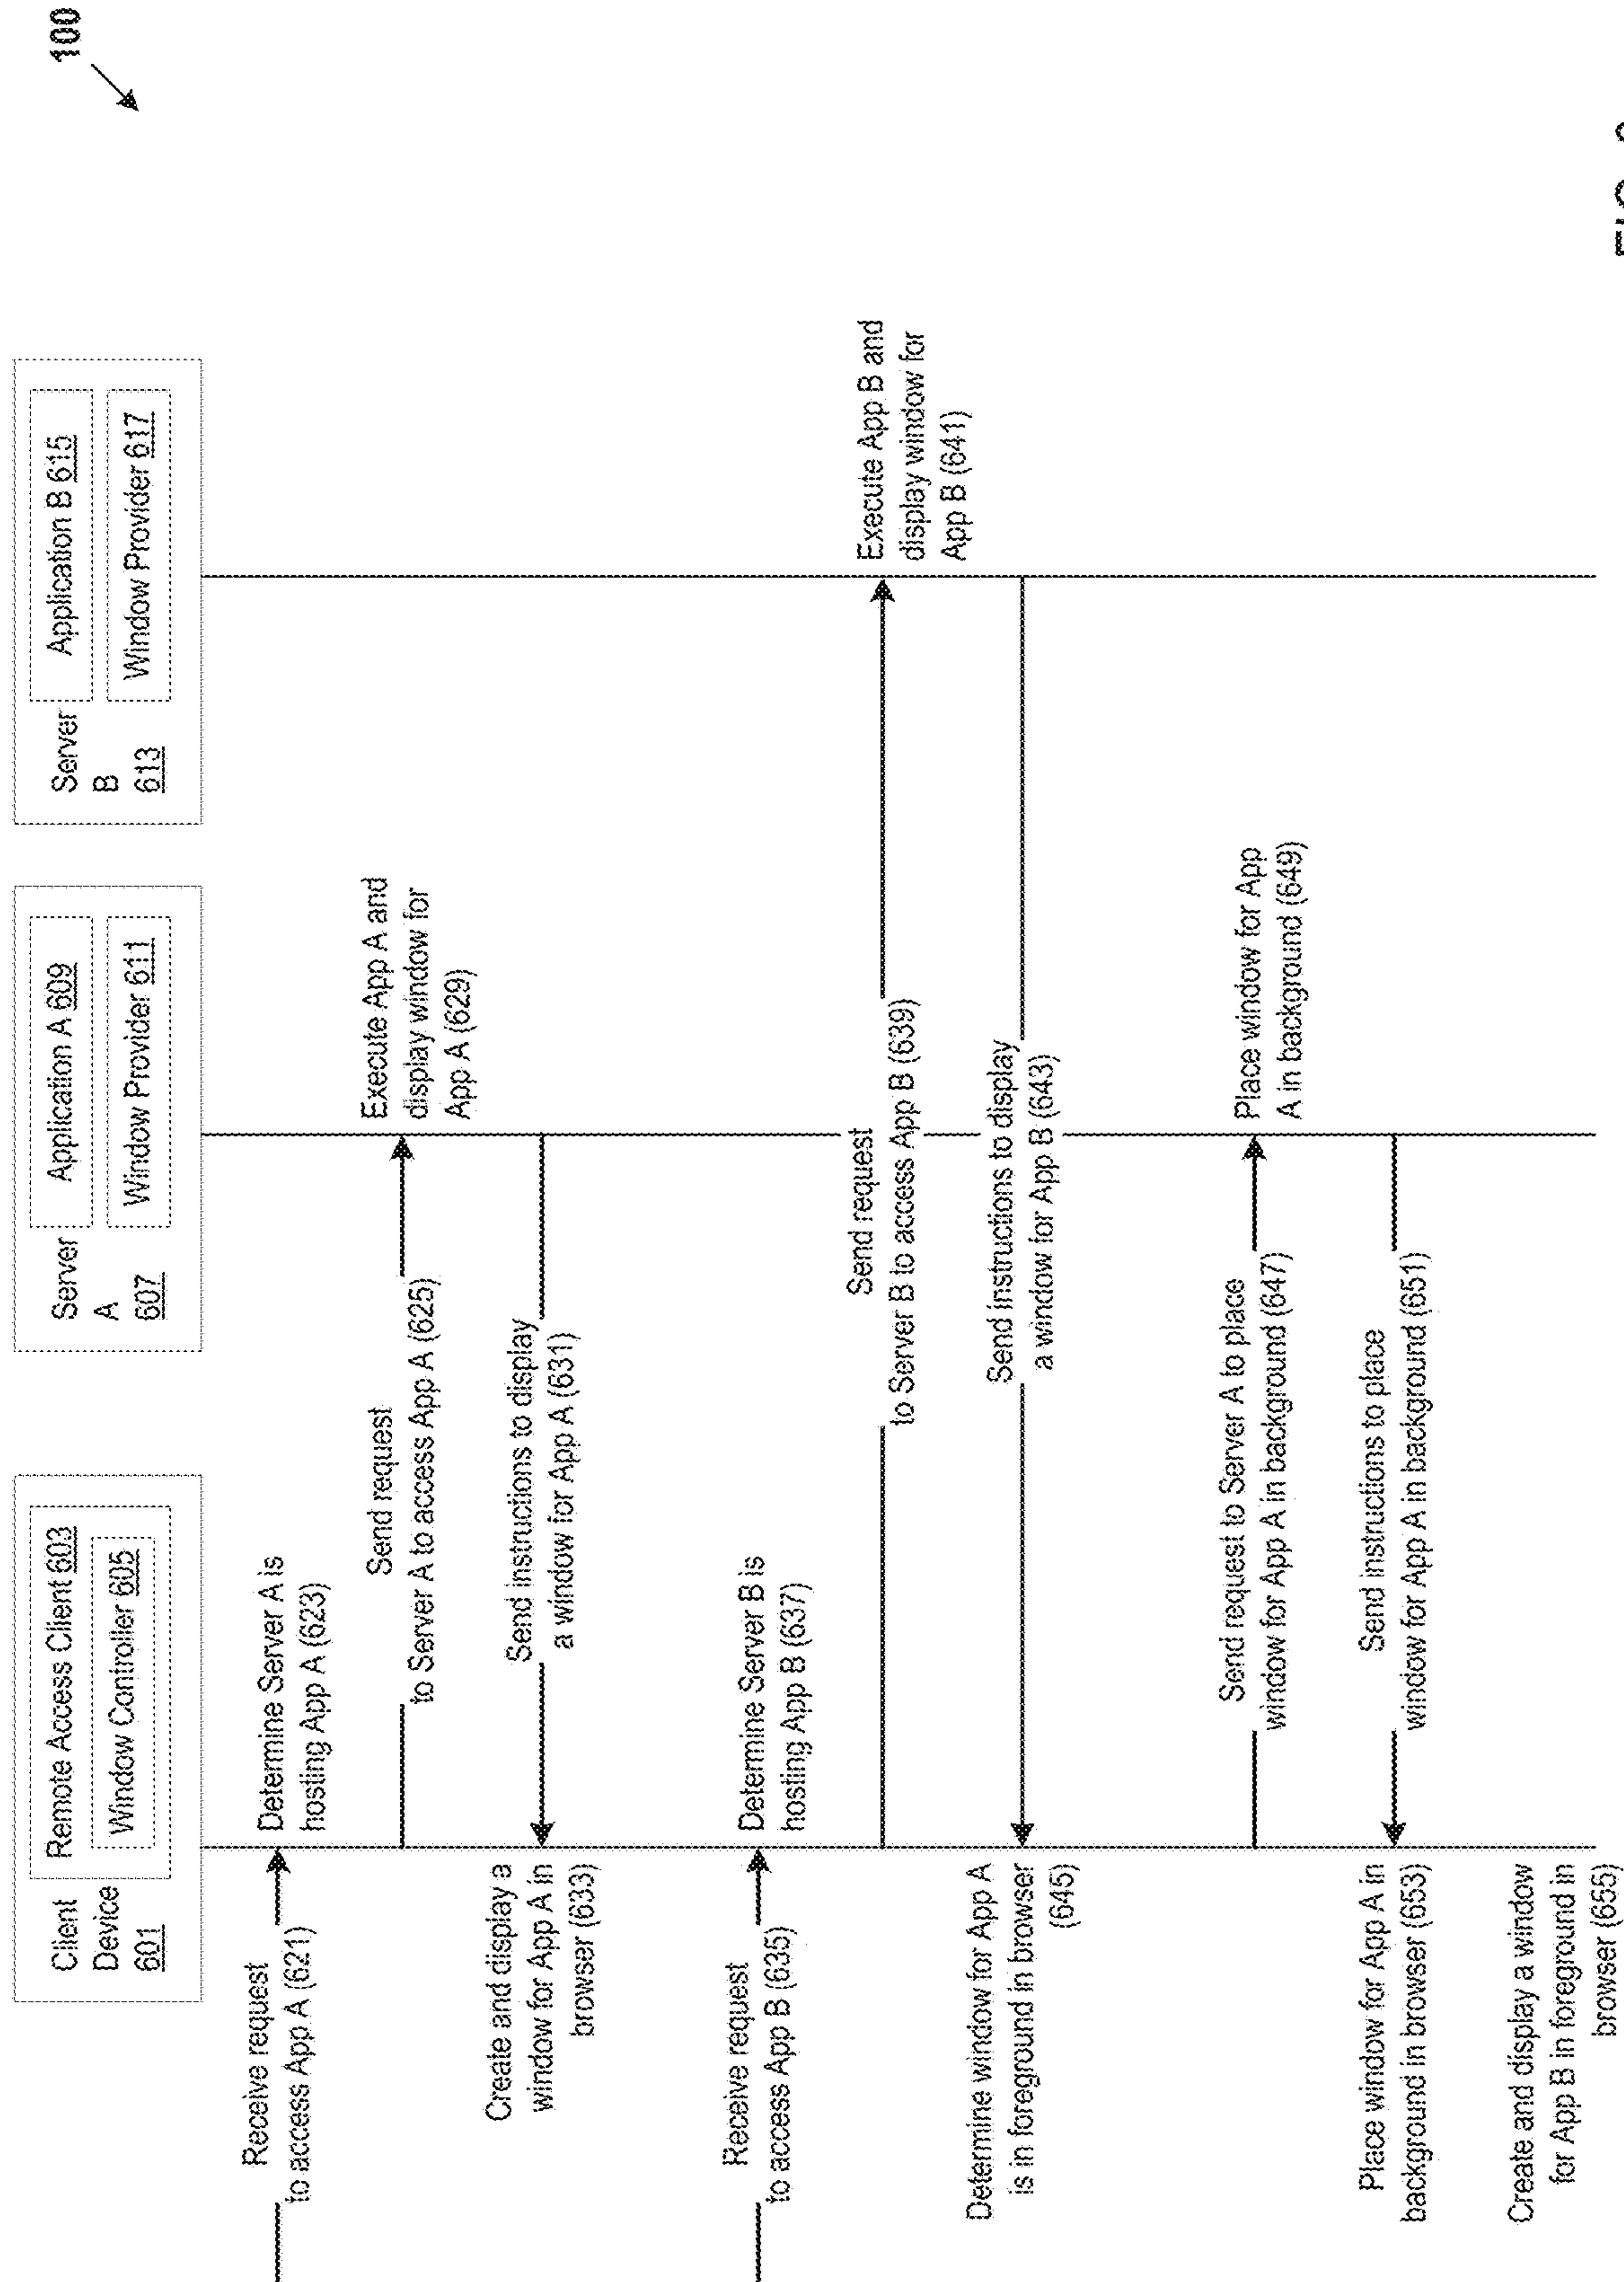 100
Client
Device
601
Remote Access Client 603
Window Controller 605
Server
A
607
Application A 609
Window Provider 611
Server
B
613
Application B 615
Window Provider 617
Receive request
to access App A (621)
Determine Server A is
hosting App A (623)
Send request
to Server A to access App A (625)
Execute App A and
display window for
App A (629)
Send instructions to display
a window for App A (631)
Create and display a
window for App A in
browser (633)
Receive request
to access App B (635)
Determine Server B is
hosting App B (637)
Send request
to Server B to access App B (639)
Execute App B and
display window for
App B (641)
Send instructions to display
a window for App B (643)
Determine window for App A
is in foreground in browser
(645)
Send request to Server A to place
window for App A in background (647)
Place window for App
A in background (649)
Send instructions to place
window for App A in background (651)
Place window for App A in
background in browser (653)
Create and display a window
for App B in foreground in
browser (655)